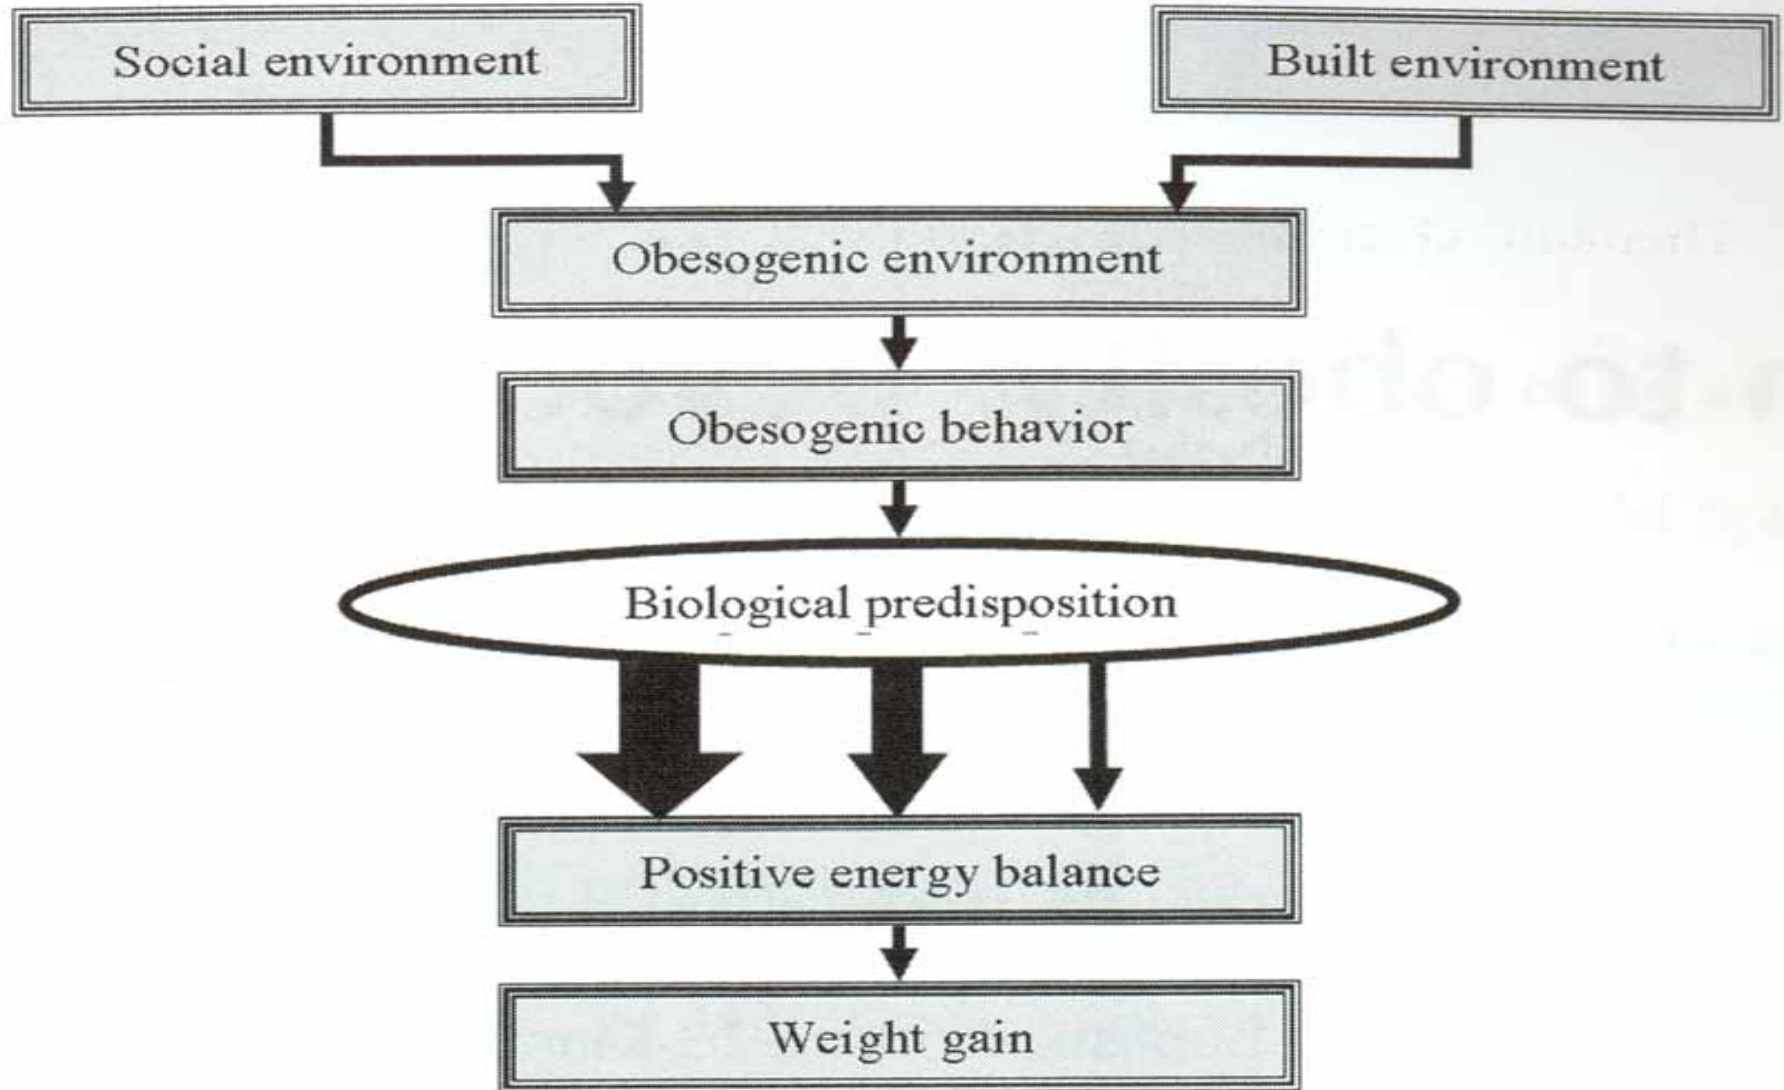 Social environment
Built environment
Obesogenic environment
Obesogenic behavior
Biological predisposition
Positive energy balance
Weight gain